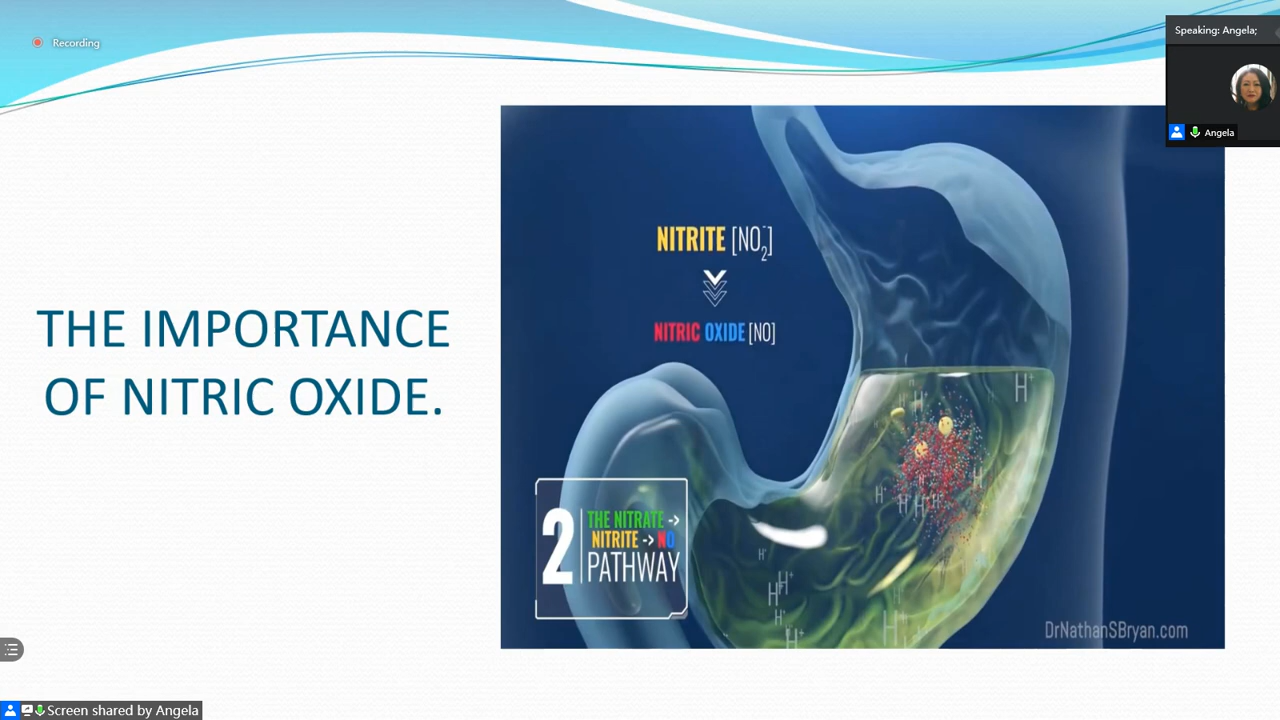 Recording
Speaking: Angela;
Angela
THE IMPORTANCE
OF NITRIC OXIDE.
NITRITE [NO₂⁻]
NITRIC OXIDE [NO]
2
THE NITRATE ->
NITRITE -> NO
PATHWAY
H⁺
H⁺
H⁺
H⁺
H⁺
H⁺
H⁺
H⁺
H⁺
H⁺
H⁺
H⁺
H⁺
DrNathanSBryan.com
Screen shared by Angela